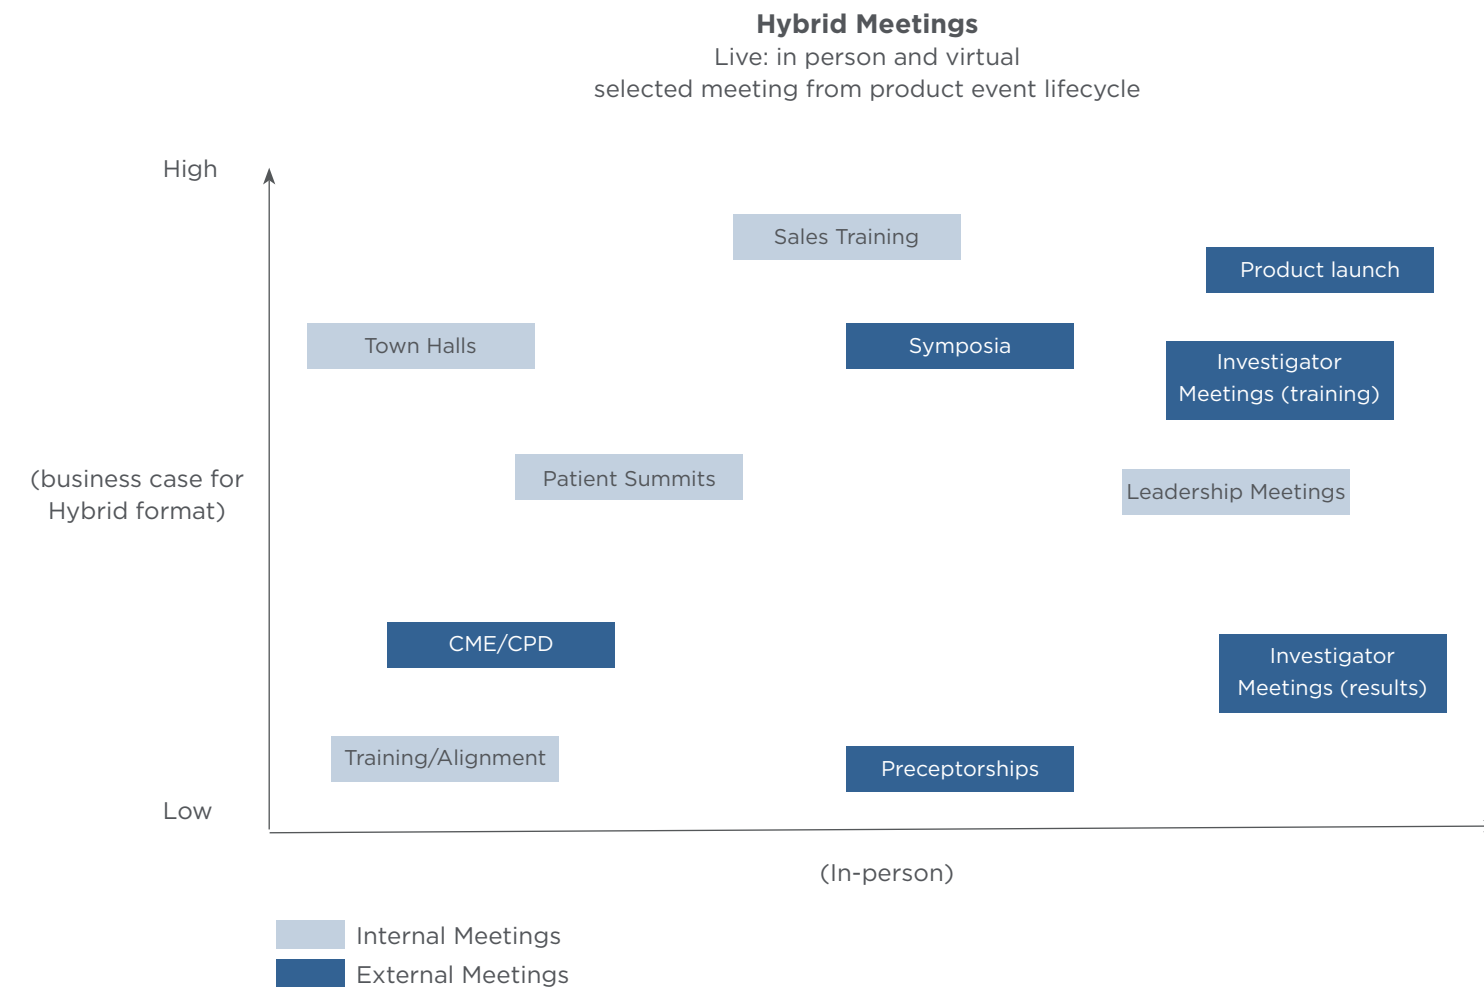 Hybrid Meetings
Live: in person and virtual
selected meeting from product event lifecycle
High
Sales Training
Product launch
Town Halls
Symposia
Investigator
Meetings (training)
(business case for
Hybrid format)
Patient Summits
Leadership Meetings
CME/CPD
Investigator
Meetings (results)
Training/Alignment
Preceptorships
Low
(In-person)
Internal Meetings
External Meetings